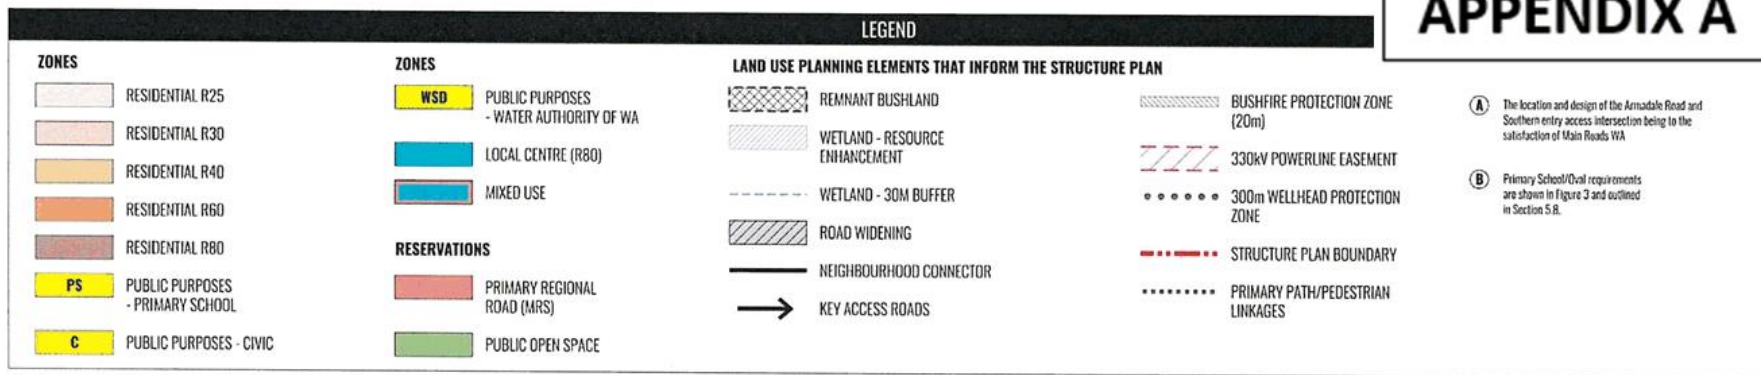 APPENDIX A
LEGEND
ZONES
RESIDENTIAL R25
RESIDENTIAL R30
RESIDENTIAL R40
RESIDENTIAL R60
RESIDENTIAL R80
PS
PUBLIC PURPOSES
- PRIMARY SCHOOL
C
PUBLIC PURPOSES - CIVIC
ZONES
WSD
PUBLIC PURPOSES
- WATER AUTHORITY OF WA
LOCAL CENTRE (R80)
MIXED USE
RESERVATIONS
PRIMARY REGIONAL
ROAD (MRS)
PUBLIC OPEN SPACE
LAND USE PLANNING ELEMENTS THAT INFORM THE STRUCTURE PLAN
REMNANT BUSHLAND
WETLAND - RESOURCE
ENHANCEMENT
WETLAND - 30M BUFFER
ROAD WIDENING
NEIGHBOURHOOD CONNECTOR
KEY ACCESS ROADS
BUSHFIRE PROTECTION ZONE
(20m)
330kV POWERLINE EASEMENT
300m WELLHEAD PROTECTION
ZONE
STRUCTURE PLAN BOUNDARY
PRIMARY PATH/PEDESTRIAN
LINKAGES
A
The location and design of the Armadale Road and
Southern entry access intersection being to the
satisfaction of Main Roads WA
B
Primary School/Oval requirements
are shown in Figure 3 and outlined
in Section 5.8.